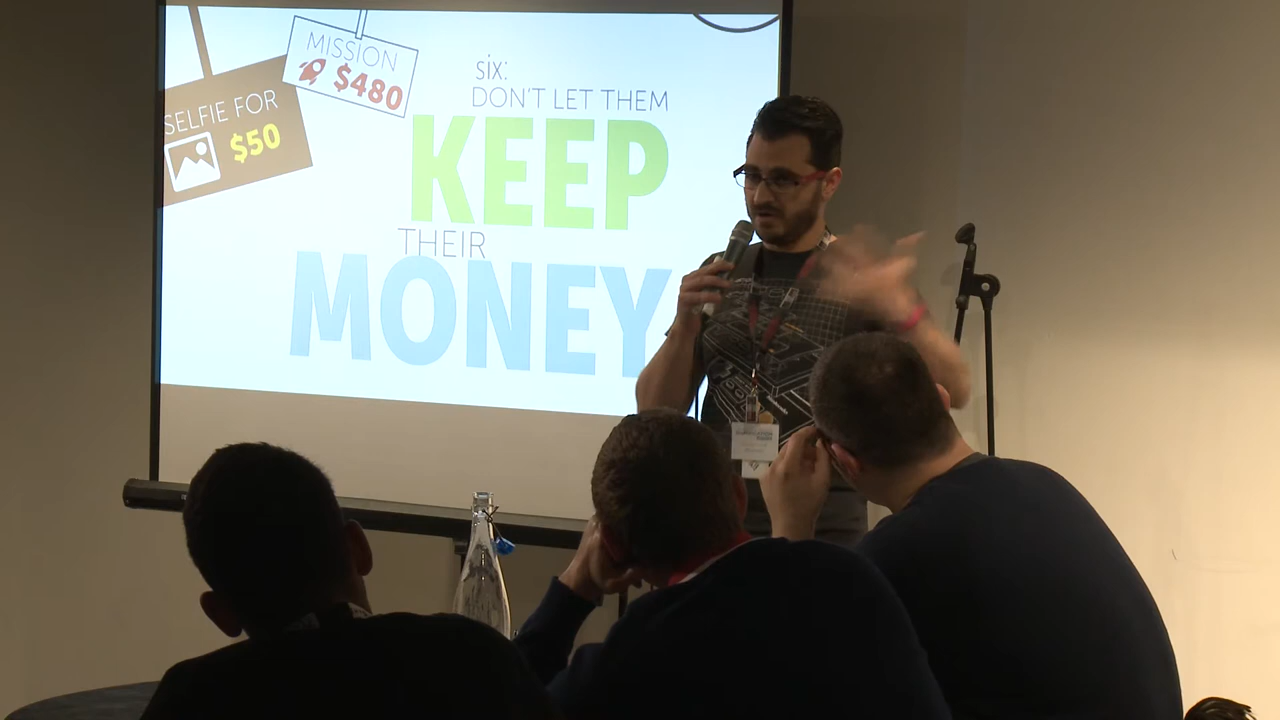 MISSION
$480
SELFIE FOR
$50
six:
DON'T LET THEM
KEEP
THEIR
MONEY